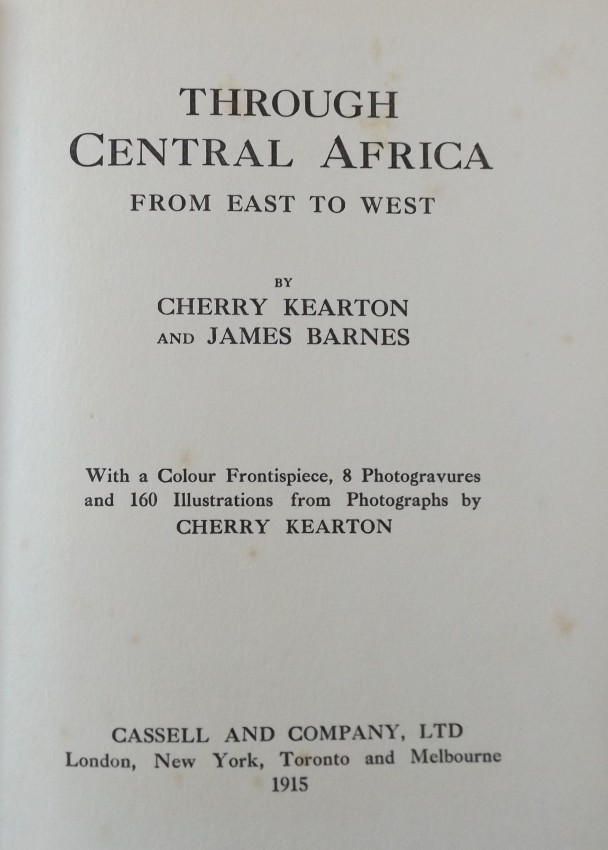 THROUGH
CENTRAL AFRICA
FROM EAST TO WEST
BY
CHERRY KEARTON
AND JAMES BARNES
With a Colour Frontispiece, 8 Photogravures
and 160 Illustrations from Photographs by
CHERRY KEARTON
CASSELL AND COMPANY, LTD
London, New York, Toronto and Melbourne
1915